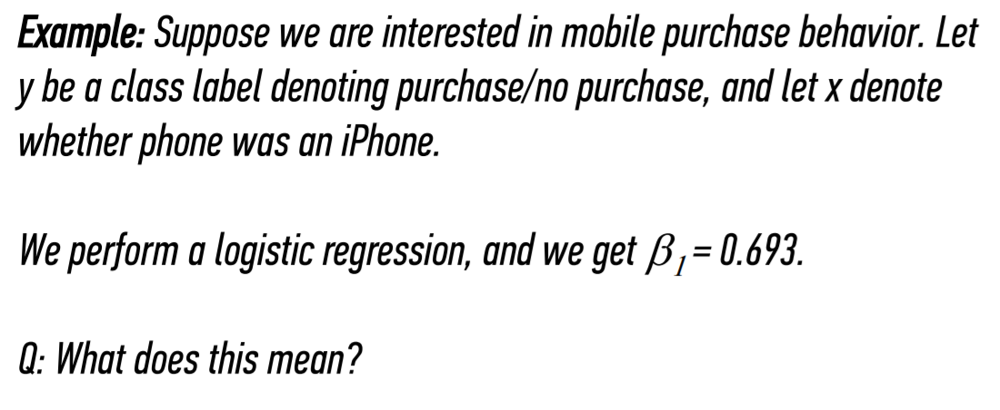 Example: Suppose we are interested in mobile purchase behavior. Let
y be a class label denoting purchase/no purchase, and let x denote
whether phone was an iPhone.
We perform a logistic regression, and we get β₁ = 0.693.
Q: What does this mean?